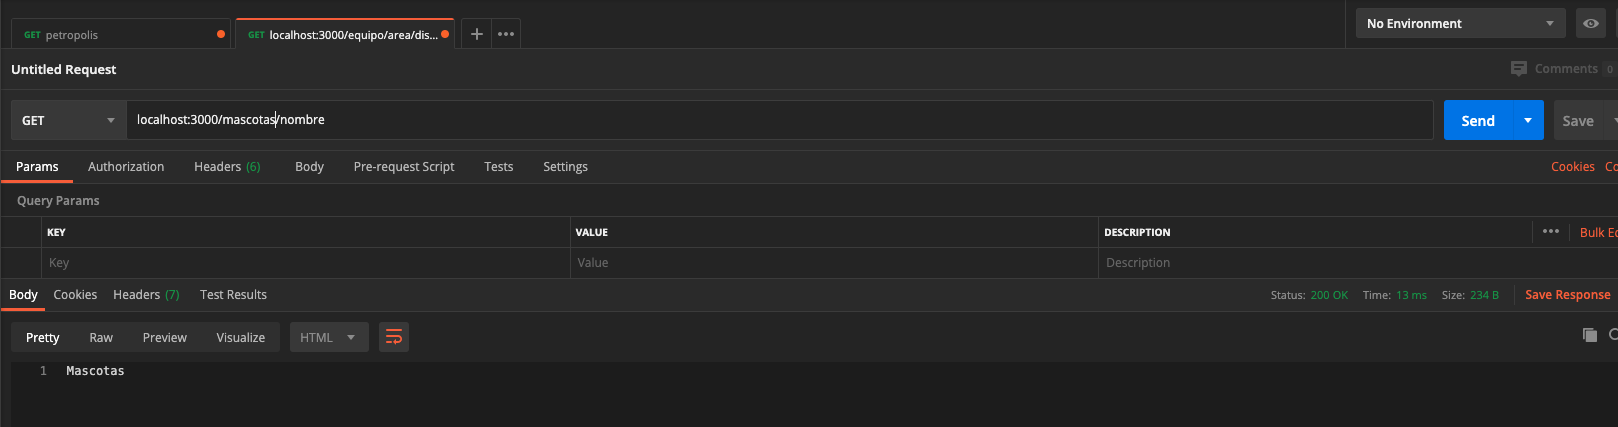 GET petropolis
GET localhost:3000/equipo/area/dis...
No Environment
Untitled Request
Comments 0
GET localhost:3000/mascotas/nombre
Send
Save
Params Authorization Headers (6) Body Pre-request Script Tests Settings
Cookies Co
Query Params
KEY VALUE DESCRIPTION
Bulk Ed
Key Value Description
Body Cookies Headers (7) Test Results
Status: 200 OK Time: 13 ms Size: 234 B Save Response
Pretty Raw Preview Visualize HTML
1 Mascotas